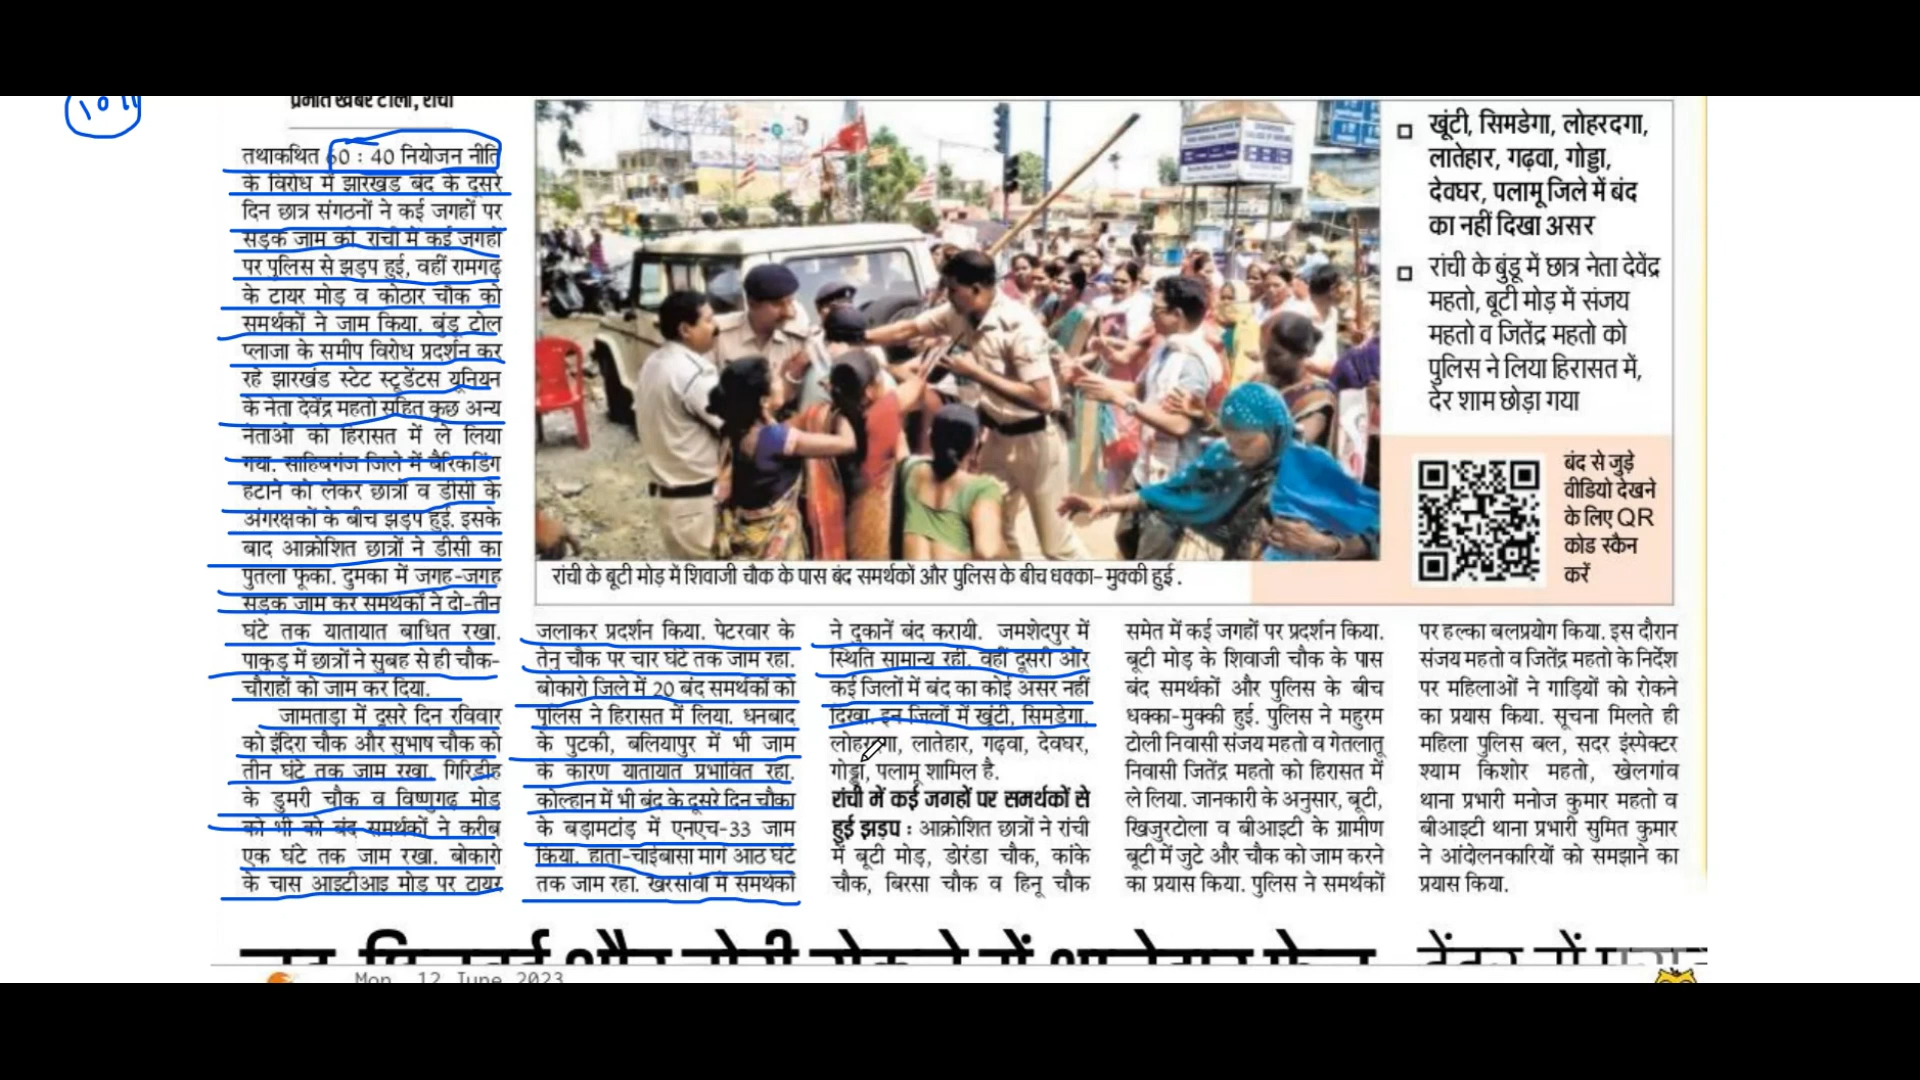 प्रभात खबर टोली, रांची
तथाकथित 60 : 40 नियोजन नीति
के विरोध में झारखंड बंद के दूसरे
दिन छात्र संगठनों ने कई जगहों पर
सड़क जाम की. रांची में कई जगहों
पर पुलिस से झड़प हुई, वहीं रामगढ़
के टायर मोड़ व कोठार चौक को
समर्थकों ने जाम किया. बुंडू टोल
प्लाजा के समीप विरोध प्रदर्शन कर
रहे झारखंड स्टेट स्टूडेंटस यूनियन
के नेता देवेंद्र महतो सहित कुछ अन्य
नेताओं को हिरासत में ले लिया
गया. साहिबगंज जिले में बैरिकडिंग
हटाने को लेकर छात्रों व डीसी के
अंगरक्षकों के बीच झड़प हुई. इसके
बाद आक्रोशित छात्रों ने डीसी का
पुतला फूंका. दुमका में जगह-जगह
सड़क जाम कर समर्थकों ने दो-तीन
घंटे तक यातायात बाधित रखा.
पाकुड़ में छात्रों ने सुबह से ही चौक-
चौराहों को जाम कर दिया.
जामताड़ा में दूसरे दिन रविवार
को इंदिरा चौक और सुभाष चौक को
तीन घंटे तक जाम रखा. गिरिडीह
के डुमरी चौक व विष्णुगढ़ मोड़
को भी को बंद समर्थकों ने करीब
एक घंटे तक जाम रखा. बोकारो
के चास आइटीआइ मोड़ पर टायर
रांची के बूटी मोड़ में शिवाजी चौक के पास बंद समर्थकों और पुलिस के बीच धक्का-मुक्की हुई.
खूंटी, सिमडेगा, लोहरदगा,
लातेहार, गढ़वा, गोड्डा,
देवघर, पलामू जिले में बंद
का नहीं दिखा असर
रांची के बुंडू में छात्र नेता देवेंद्र
महतो, बूटी मोड़ में संजय
महतो व जितेंद्र महतो को
पुलिस ने लिया हिरासत में,
देर शाम छोड़ा गया
बंद से जुड़े
वीडियो देखने
के लिए QR
कोड स्कैन
करें
जलाकर प्रदर्शन किया. पेटरवार के
तेनु चौक पर चार घंटे तक जाम रहा.
बोकारो जिले में 20 बंद समर्थकों को
पुलिस ने हिरासत में लिया. धनबाद
के पुटकी, बलियापुर में भी जाम
के कारण यातायात प्रभावित रहा.
कोल्हान में भी बंद के दूसरे दिन चौका
के बड़ामटांड़ में एनएच-33 जाम
किया. हाता-चाईबासा मार्ग आठ घंटे
तक जाम रहा. खरसांवा में समर्थकों
ने दुकानें बंद करायी. जमशेदपुर में
स्थिति सामान्य रही. वहीं दूसरी ओर
कई जिलों में बंद का कोई असर नहीं
दिखा. इन जिलों में खूंटी, सिमडेगा,
लोहरदगा, लातेहार, गढ़वा, देवघर,
गोड्डा, पलामू शामिल है.
रांची में कई जगहों पर समर्थकों से
हुई झड़प : आक्रोशित छात्रों ने रांची
में बूटी मोड़, डोरंडा चौक, कांके
चौक, बिरसा चौक व हिनू चौक
समेत में कई जगहों पर प्रदर्शन किया.
बूटी मोड़ के शिवाजी चौक के पास
बंद समर्थकों और पुलिस के बीच
धक्का-मुक्की हुई. पुलिस ने महुरम
टोली निवासी संजय महतो व गेतलातू
निवासी जितेंद्र महतो को हिरासत में
ले लिया. जानकारी के अनुसार, बूटी,
खिजुरटोला व बीआइटी के ग्रामीण
बूटी में जुटे और चौक को जाम करने
का प्रयास किया. पुलिस ने समर्थकों
पर हल्का बलप्रयोग किया. इस दौरान
संजय महतो व जितेंद्र महतो के निर्देश
पर महिलाओं ने गाड़ियों को रोकने
का प्रयास किया. सूचना मिलते ही
महिला पुलिस बल, सदर इंस्पेक्टर
श्याम किशोर महतो, खेलगांव
थाना प्रभारी मनोज कुमार महतो व
बीआइटी थाना प्रभारी सुमित कुमार
ने आंदोलनकारियों को समझाने का
प्रयास किया.
Mon, 12 June 2023